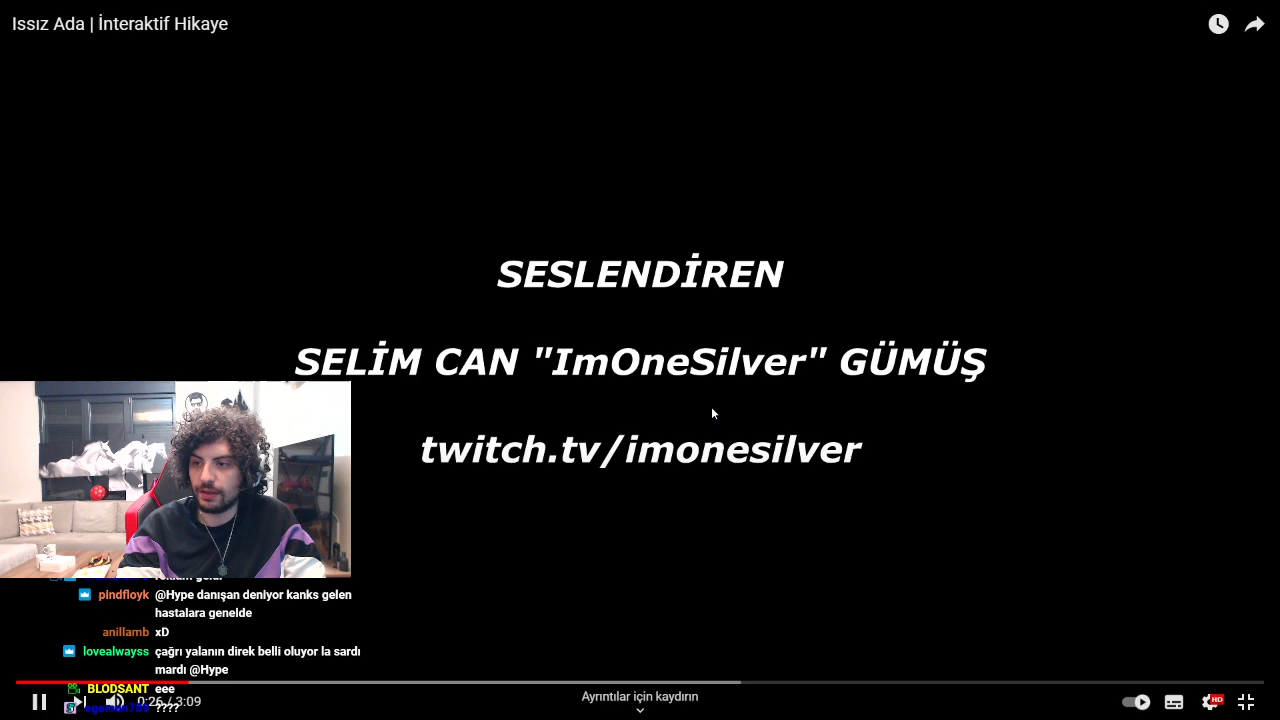 Issız Ada | İnteraktif Hikaye
SESLENDİREN
SELİM CAN "ImOneSilver" GÜMÜŞ
twitch.tv/imonesilver
pindfloyk @Hype danışan deniyor kanks gelen
hastalara genelde
anillamb xD
lovealwayss çağrı yalanın direk belli oluyor la sardı
mardı @Hype
BLODSANT eee
????
0:26 / 3:09
Ayrıntılar için kaydırın
HD